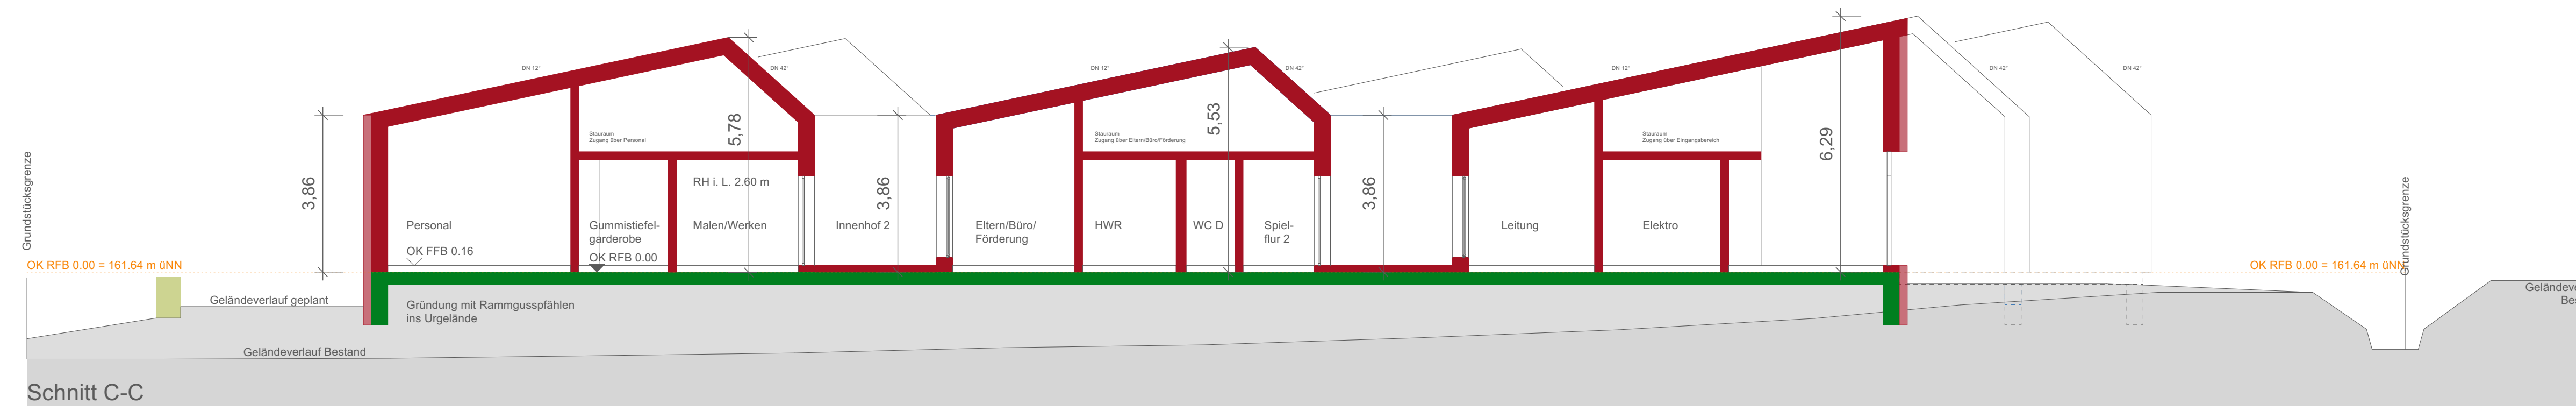 DN 12°
DN 42°
DN 12°
DN 42°
DN 12°
DN 42°
DN 42°
5,78
5,53
6,29
Stauraum
Zugang über Personal
Stauraum
Zugang über Eltern/Büro/Förderung
Stauraum
Zugang über Eingangsbereich
Grundstücksgrenze
3,86
RH i. L. 2.60 m
3,86
3,86
Grundstücksgrenze
Personal
Gummistiefel-
garderobe
Malen/Werken
Innenhof 2
Eltern/Büro/
Förderung
HWR
WC D
Spiel-
flur 2
Leitung
Elektro
OK FFB 0.16
OK RFB 0.00
OK RFB 0.00 = 161.64 m üNN
OK RFB 0.00 = 161.64 m üNN
Geländeverlauf geplant
Gründung mit Rammgusspfählen
ins Urgelände
Geländeve
Bes
Geländeverlauf Bestand
Schnitt C-C